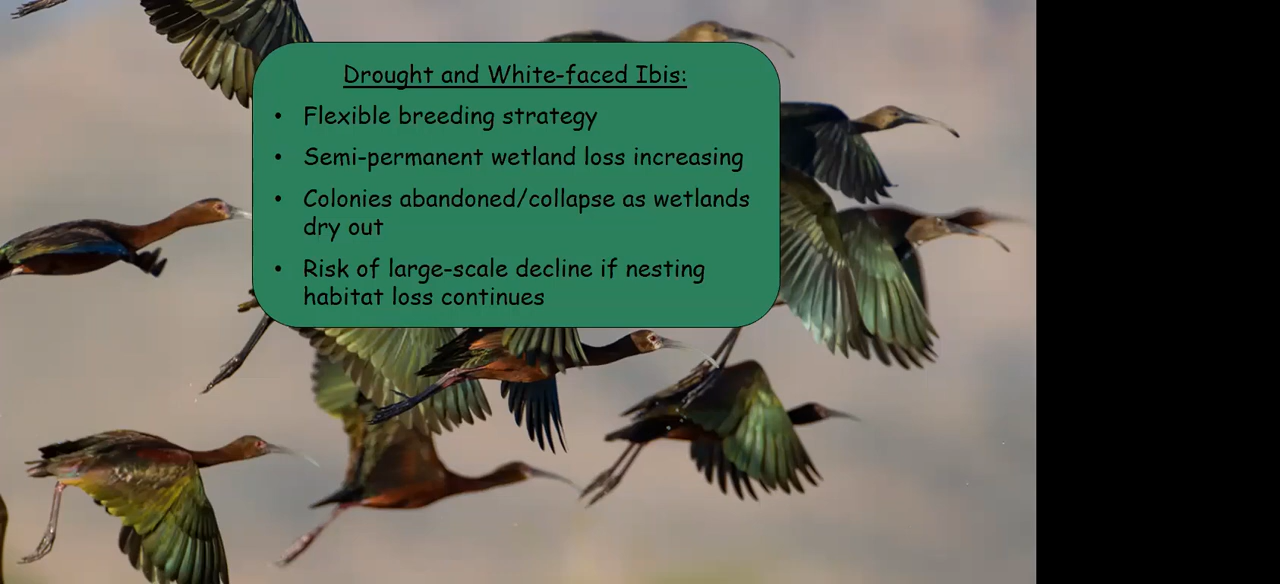 Drought and White-faced Ibis:
• Flexible breeding strategy
• Semi-permanent wetland loss increasing
• Colonies abandoned/collapse as wetlands
dry out
• Risk of large-scale decline if nesting
habitat loss continues